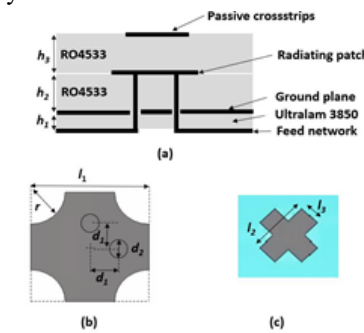 y
Passive crossstrips
h3
RO4533
Radiating patch
h2
RO4533
Ground plane
h1
Ultralam 3850
Feed network
(a)
l1
r
d1
d2
d1
l2
l3
(b)
(c)